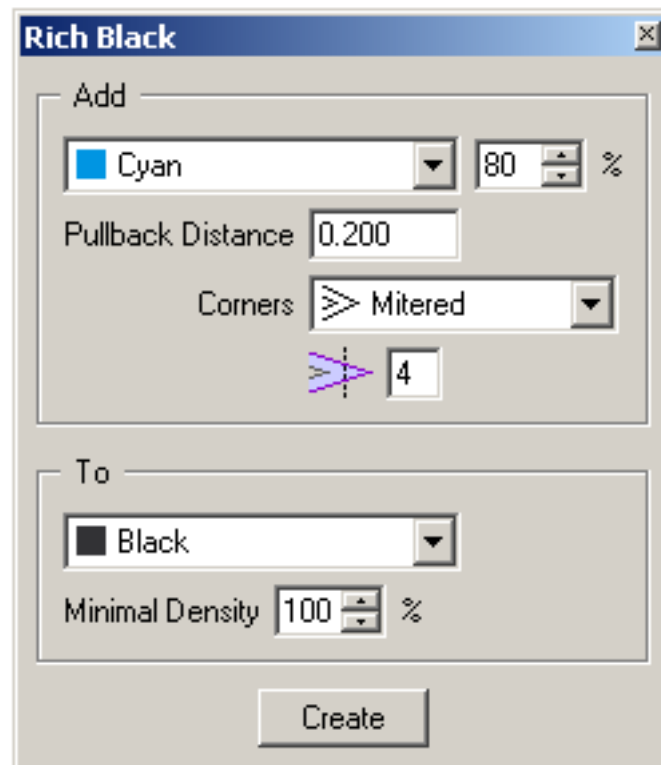 Rich Black
Add
Cyan 80 %
Pullback Distance 0.200
Corners Mitered
4
To
Black
Minimal Density 100 %
Create